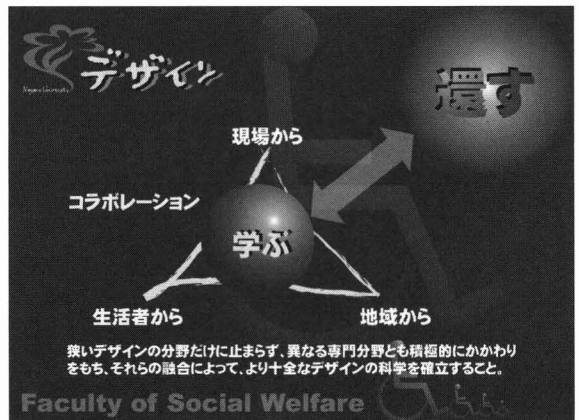 デザイン
還す
現場から
コラボレーション
学ぶ
生活者から
地域から
狭いデザインの分野だけに止まらず、異なる専門分野とも積極的にかかわり
をもち、それらの融合によって、より十全なデザインの科学を確立すること。
Faculty of Social Welfare